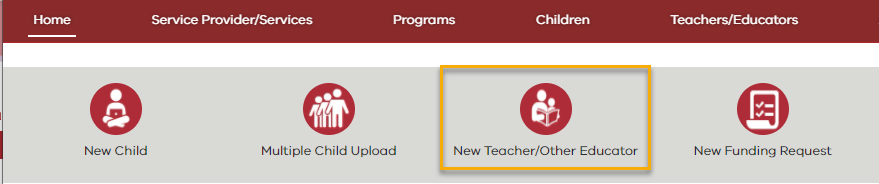 Home Service Provider/Services Programs Children Teachers/Educators
New Child Multiple Child Upload New Teacher/Other Educator New Funding Request